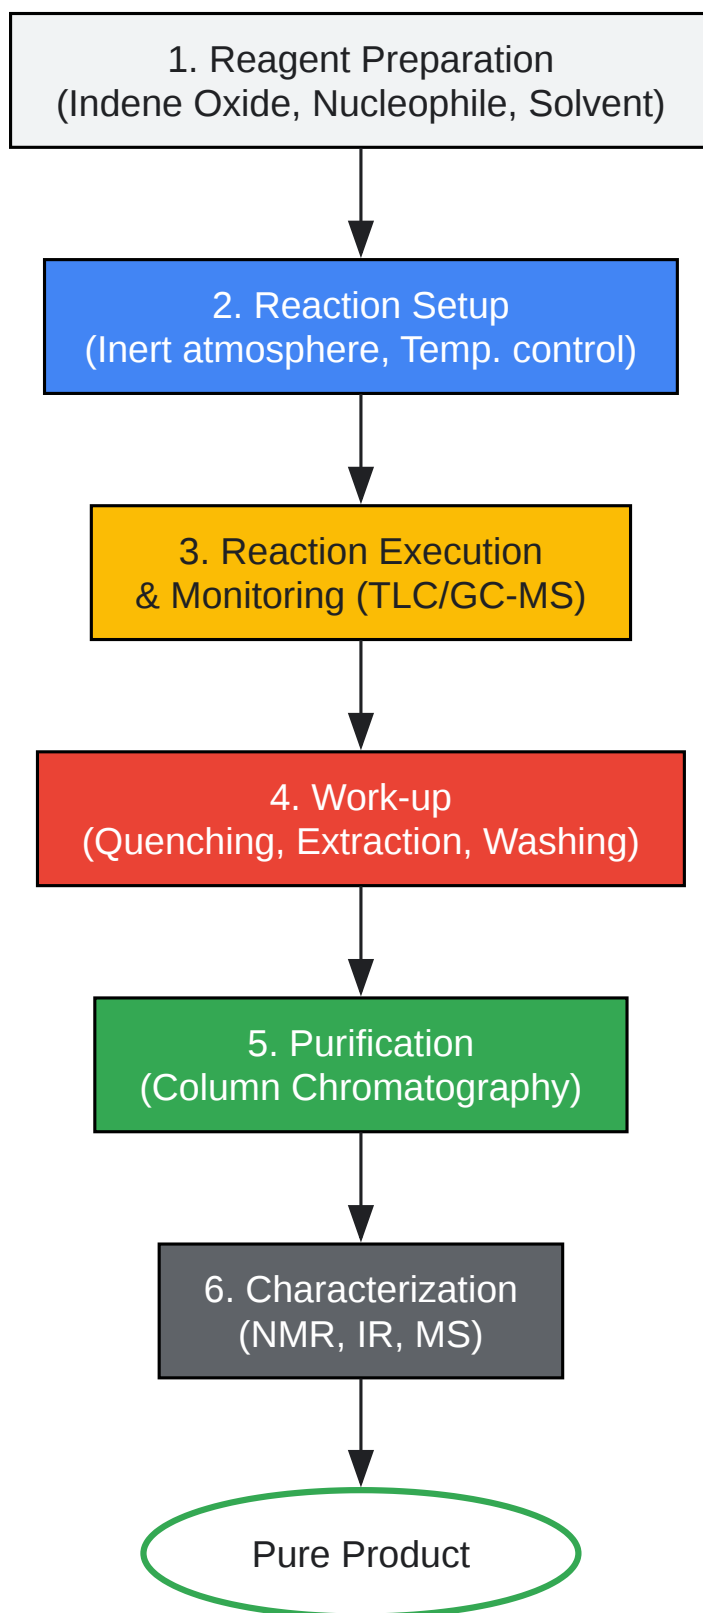 1. Reagent Preparation
(Indene Oxide, Nucleophile, Solvent)
2. Reaction Setup
(Inert atmosphere, Temp. control)
3. Reaction Execution
& Monitoring (TLC/GC-MS)
4. Work-up
(Quenching, Extraction, Washing)
5. Purification
(Column Chromatography)
6. Characterization
(NMR, IR, MS)
Pure Product